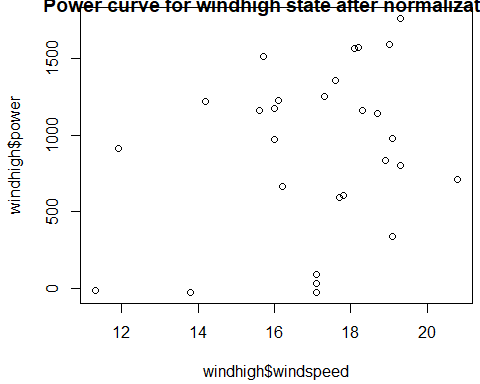 Power curve for windhigh state after normalizat
windhigh$power
1500
1000
500
0
12 14 16 18 20
windhigh$windspeed